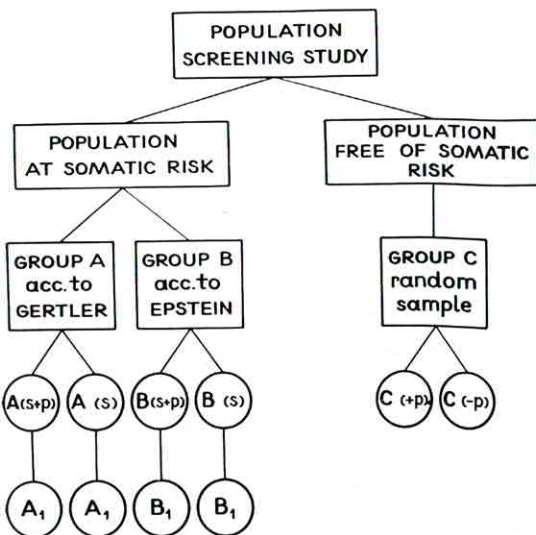 POPULATION
SCREENING STUDY
POPULATION
AT SOMATIC RISK
POPULATION
FREE OF SOMATIC
RISK
GROUP A
acc.to
GERTLER
GROUP B
acc.to
EPSTEIN
GROUP C
random
sample
A(s+p)
A (s)
B(s+p)
B (s)
C (+p)
C (-p)
A₁
A₁
B₁
B₁